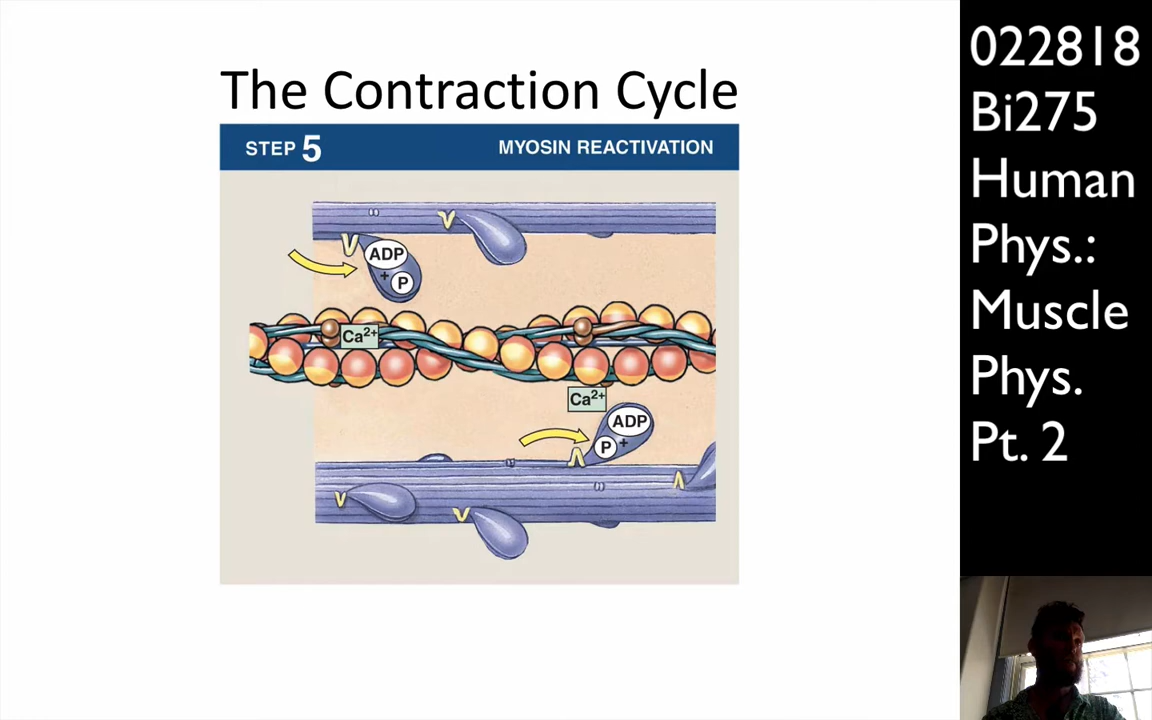 The Contraction Cycle
STEP 5 MYOSIN REACTIVATION
ADP
+
P
Ca2+
Ca2+
ADP
P +
022818
Bi275
Human
Phys.:
Muscle
Phys.
Pt. 2